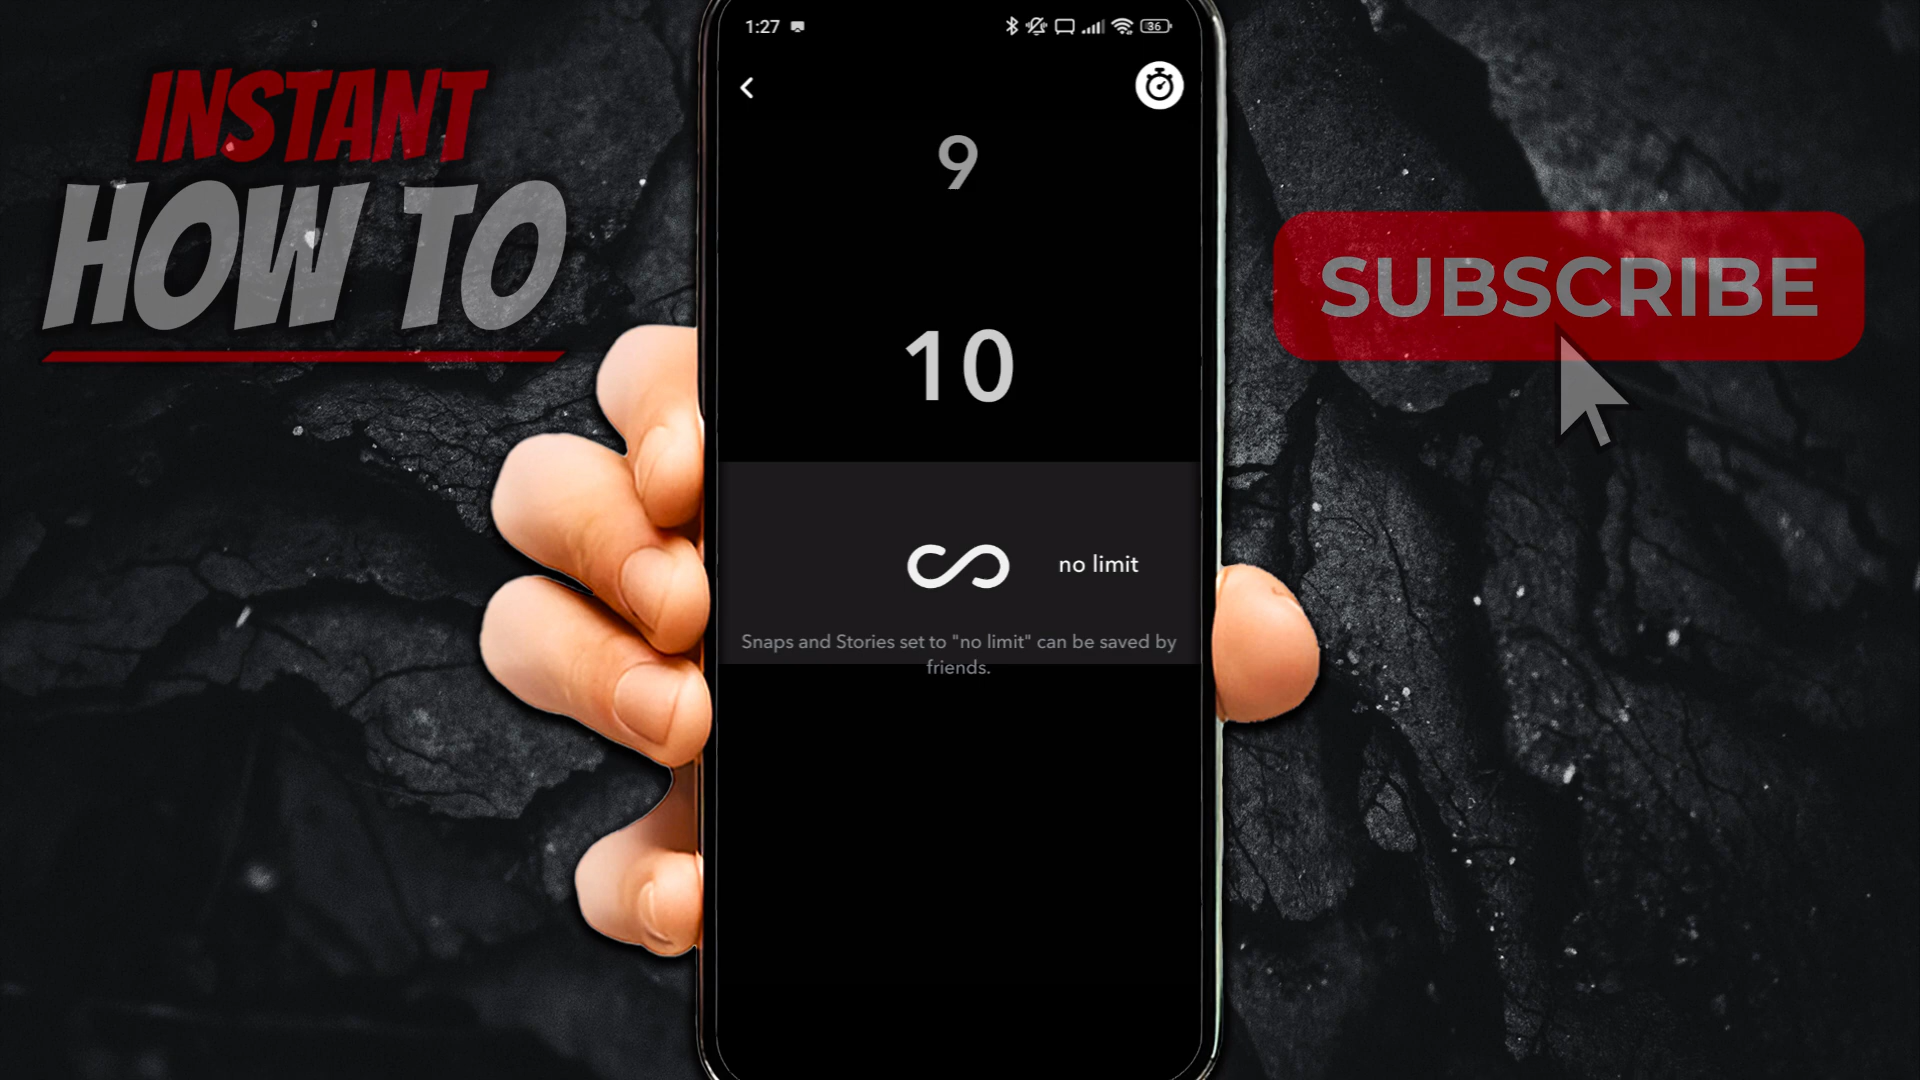 INSTANT
HOW TO
SUBSCRIBE
1:27
36
9
10
no limit
Snaps and Stories set to "no limit" can be saved by
friends.